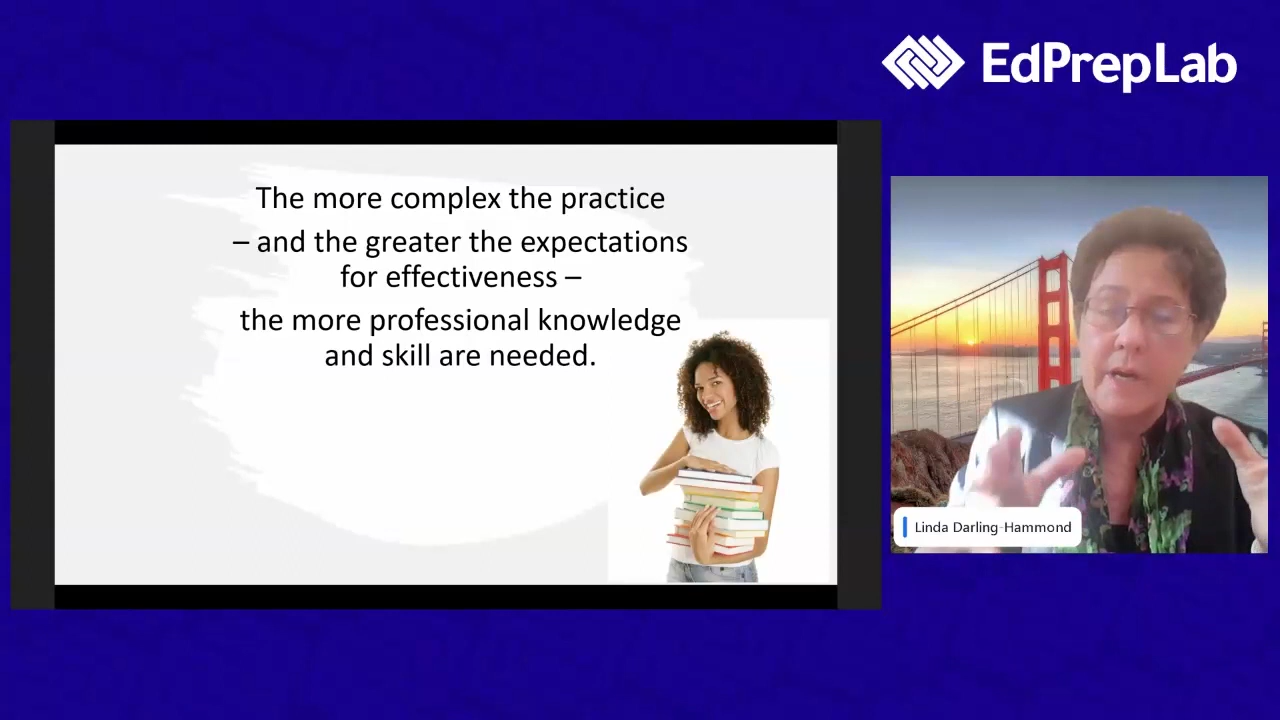 EdPrepLab
The more complex the practice
– and the greater the expectations
for effectiveness –
the more professional knowledge
and skill are needed.
Linda Darling-Hammond